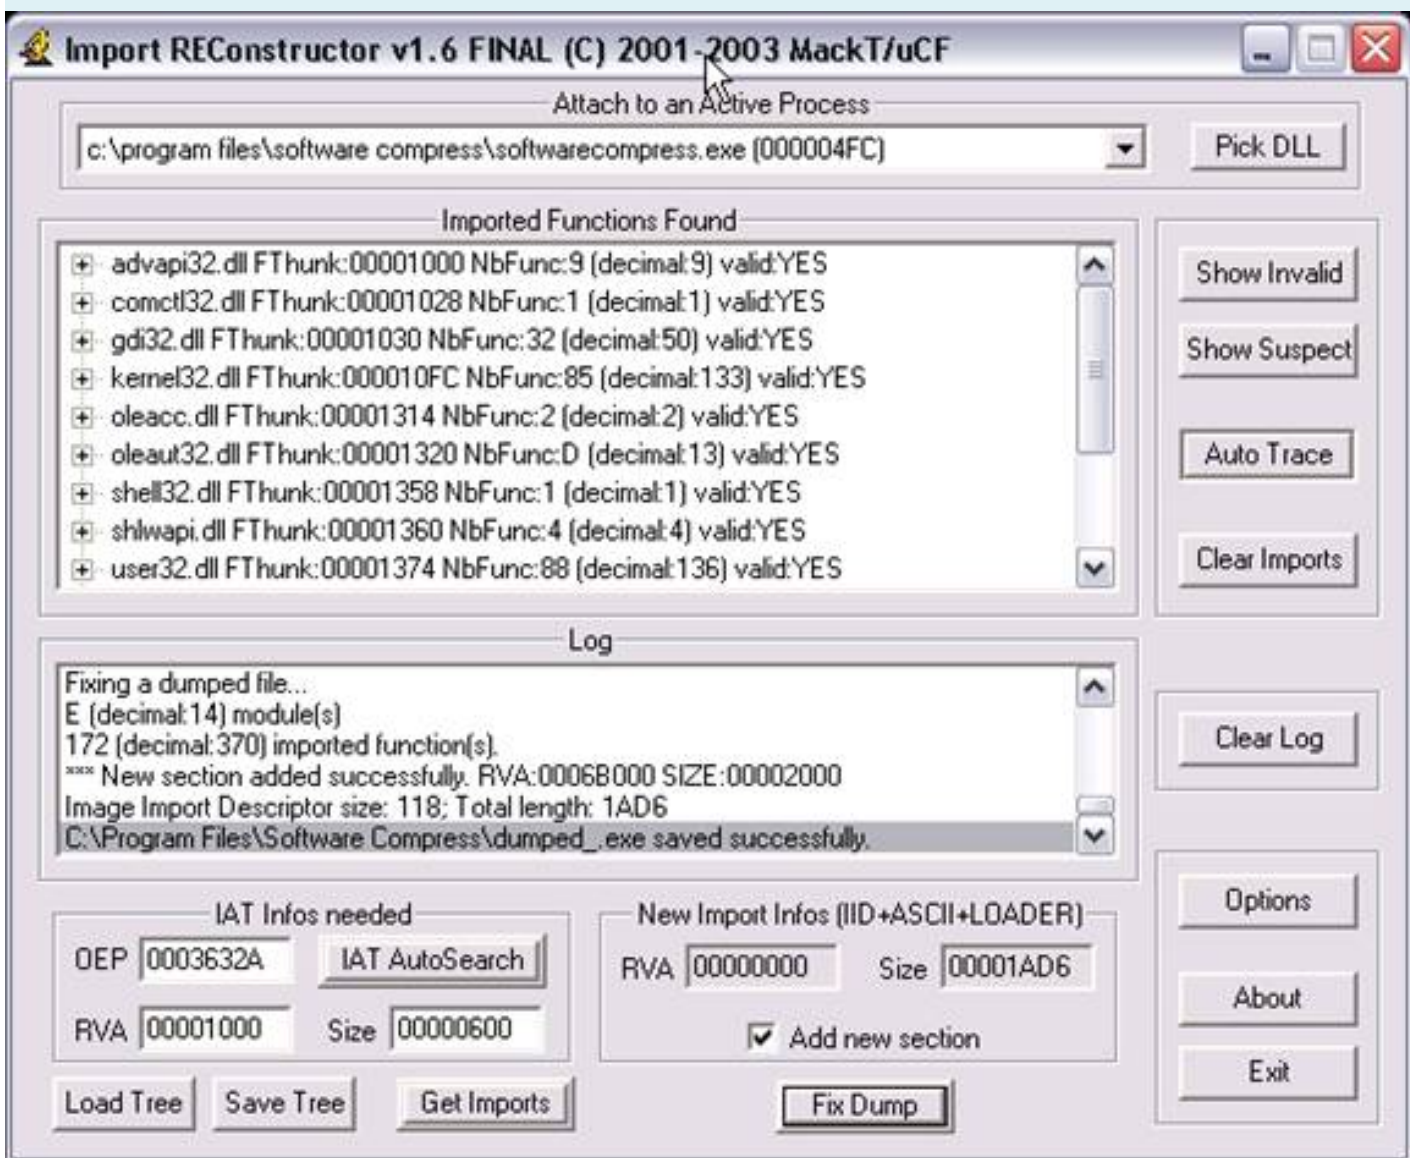 Import REConstructor v1.6 FINAL (C) 2001-2003 MackT/uCF
Attach to an Active Process
c:\program files\software compress\softwarecompress.exe (000004FC)
Pick DLL
Imported Functions Found
advapi32.dll FThunk:00001000 NbFunc:9 (decimal:9) valid:YES
comctl32.dll FThunk:00001028 NbFunc:1 (decimal:1) valid:YES
gdi32.dll FThunk:00001030 NbFunc:32 (decimal:50) valid:YES
kernel32.dll FThunk:000010FC NbFunc:85 (decimal:133) valid:YES
oleacc.dll FThunk:00001314 NbFunc:2 (decimal:2) valid:YES
oleaut32.dll FThunk:00001320 NbFunc:D (decimal:13) valid:YES
shell32.dll FThunk:00001358 NbFunc:1 (decimal:1) valid:YES
shlwapi.dll FThunk:00001360 NbFunc:4 (decimal:4) valid:YES
user32.dll FThunk:00001374 NbFunc:88 (decimal:136) valid:YES
Show Invalid
Show Suspect
Auto Trace
Clear Imports
Log
Fixing a dumped file...
E (decimal:14) module(s)
172 (decimal:370) imported function(s).
*** New section added successfully. RVA:0006B000 SIZE:00002000
Image Import Descriptor size: 118; Total length: 1AD6
C:\Program Files\Software Compress\dumped_.exe saved successfully.
Clear Log
IAT Infos needed
OEP 0003632A IAT AutoSearch
RVA 00001000 Size 00000600
New Import Infos (IID+ASCII+LOADER)
RVA 00000000 Size 00001AD6
Add new section
Options
About
Exit
Load Tree Save Tree Get Imports Fix Dump